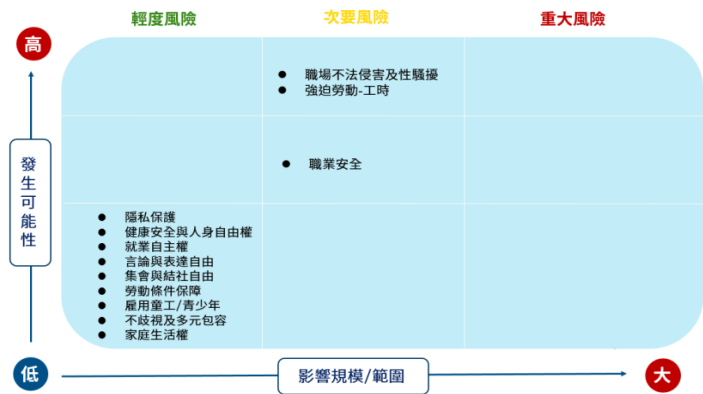 輕度風險
次要風險
重大風險
高
職場不法侵害及性騷擾
強迫勞動-工時
發生可能性
職業安全
隱私保護
健康安全與人身自由權
就業自主權
言論與表達自由
集會與結社自由
勞動條件保障
雇用童工/青少年
不歧視及多元包容
家庭生活權
低
影響規模/範圍
大